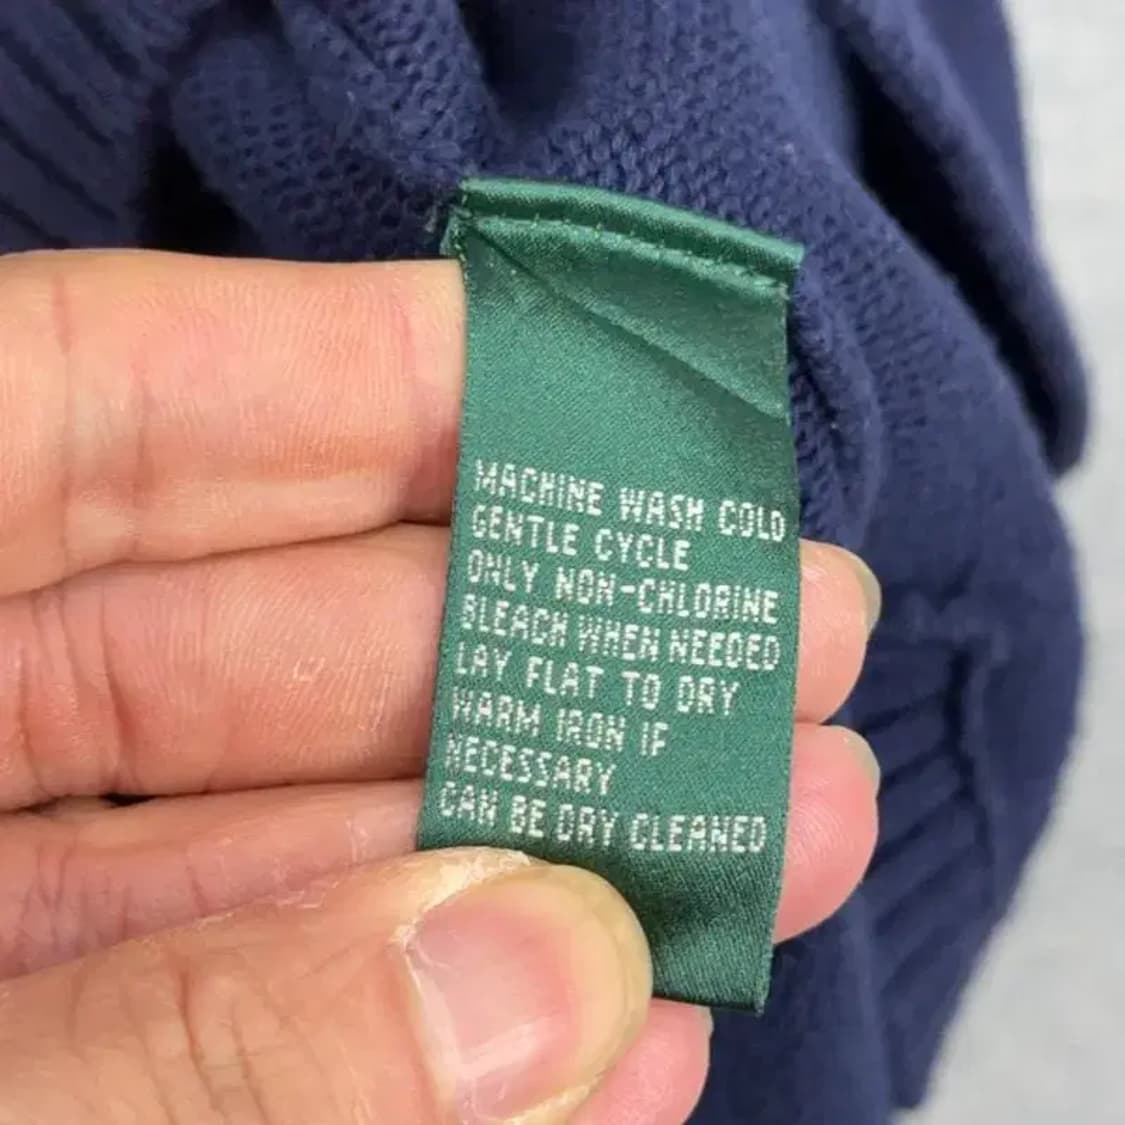 MACHINE WASH COLD
GENTLE CYCLE
ONLY NON-CHLORINE
BLEACH WHEN NEEDED
LAY FLAT TO DRY
WARM IRON IF
NECESSARY
CAN BE DRY CLEANED